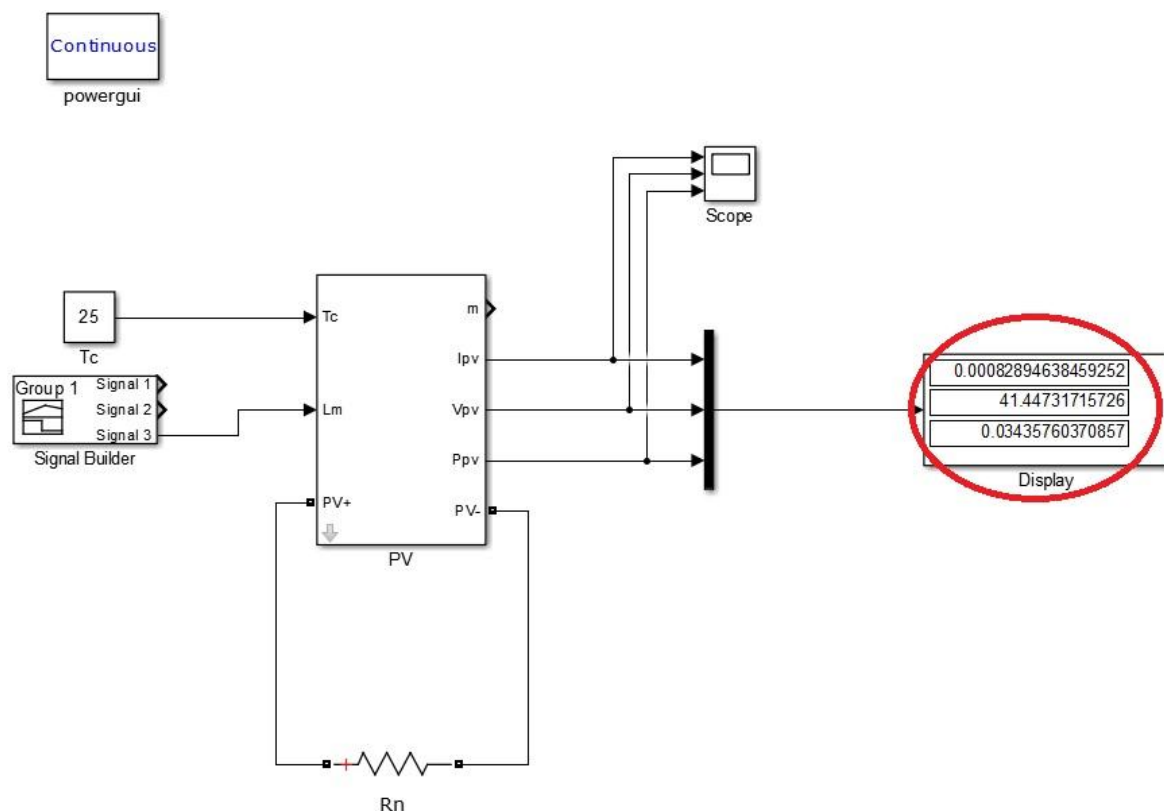 Continuous
powergui
Scope
25
Tc
Group 1
Signal 1
Signal 2
Signal 3
Signal Builder
Tc
Lm
PV+
m
Ipv
Vpv
Ppv
PV-
PV
0.00082894638459252
41.44731715726
0.03435760370857
Display
Rn